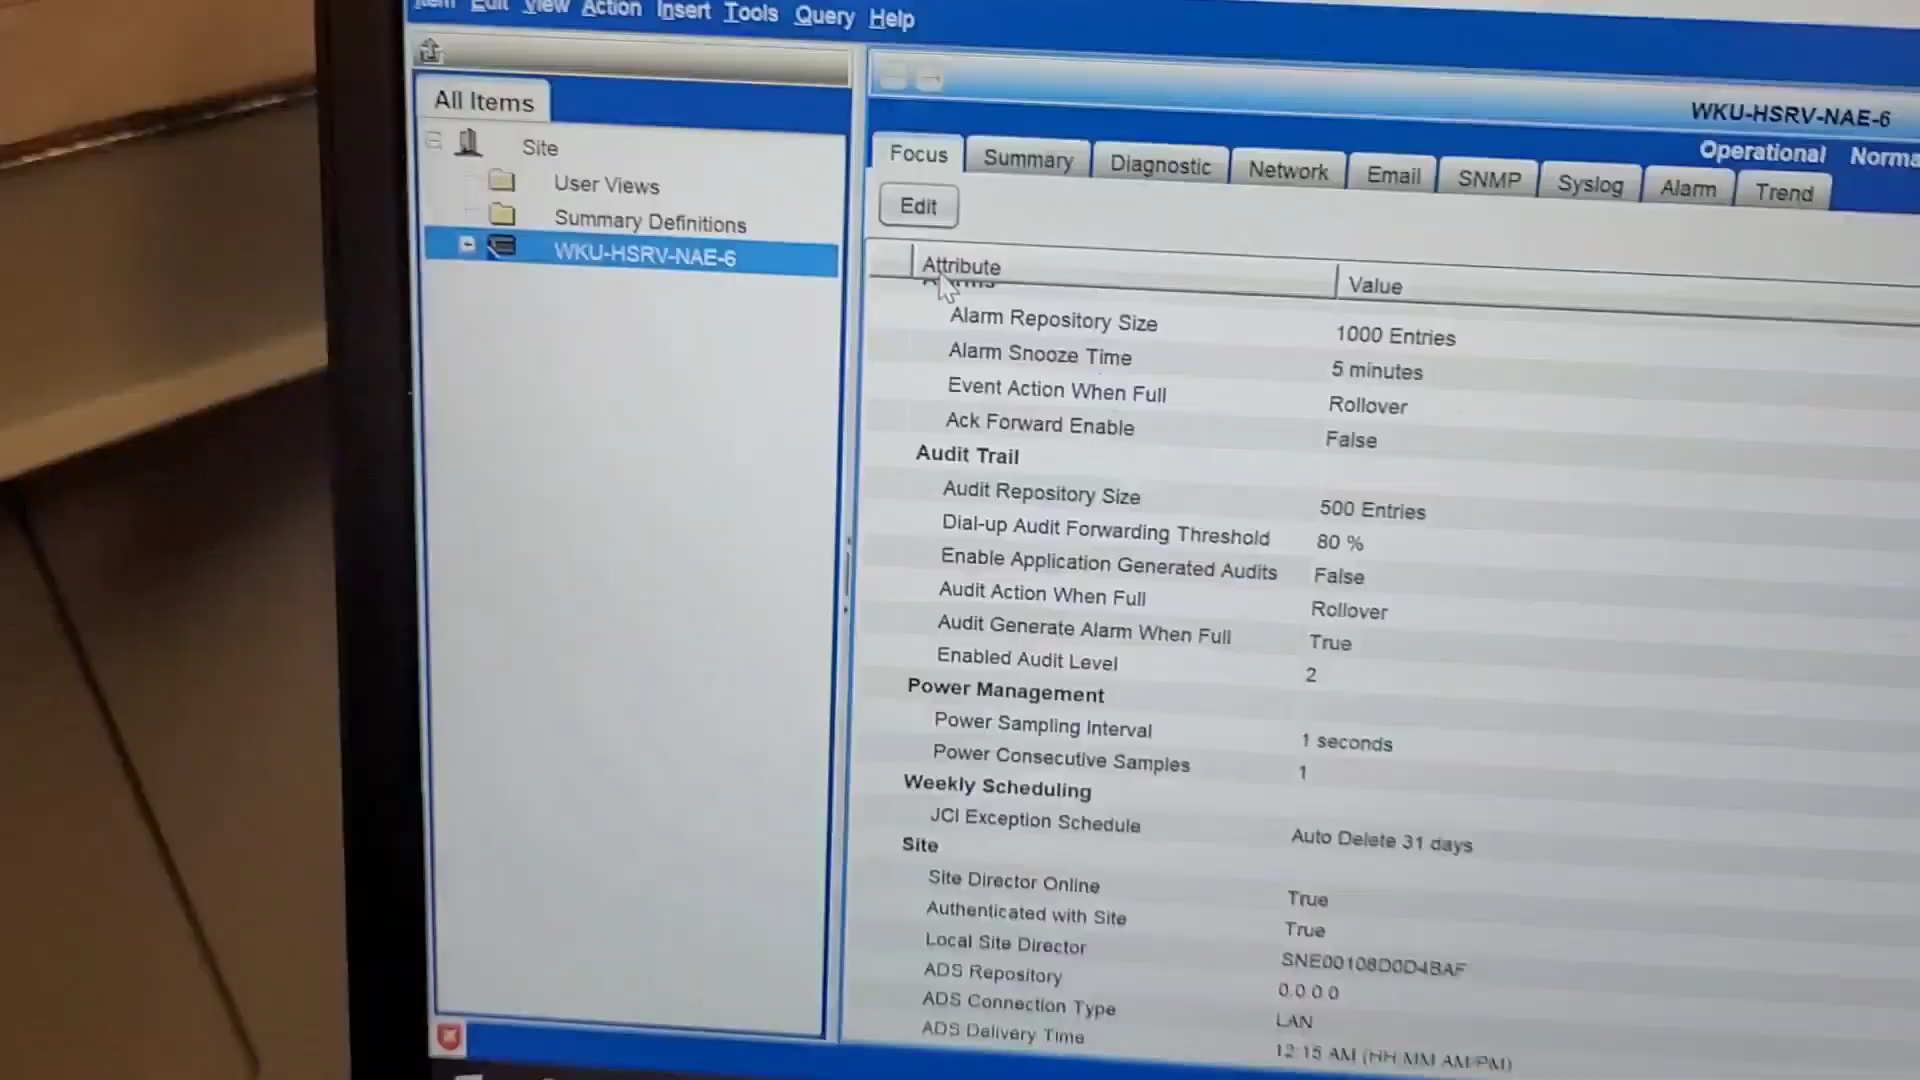 Item Edit View Action Insert Tools Query Help
All Items
Site
User Views
Summary Definitions
WKU-HSRV-NAE-6
WKU-HSRV-NAE-6
Operational
Focus Summary Diagnostic Network Email SNMP Syslog Alarm Trend
Edit
Attribute Value
Alarms
Alarm Repository Size 1000 Entries
Alarm Snooze Time 5 minutes
Event Action When Full Rollover
Ack Forward Enable False
Audit Trail
Audit Repository Size 500 Entries
Dial-up Audit Forwarding Threshold 80 %
Enable Application Generated Audits False
Audit Action When Full Rollover
Audit Generate Alarm When Full True
Enabled Audit Level 2
Power Management
Power Sampling Interval 1 seconds
Power Consecutive Samples 1
Weekly Scheduling
JCI Exception Schedule Auto Delete 31 days
Site
Site Director Online True
Authenticated with Site True
Local Site Director SNE00108D0D4BAF
ADS Repository 0.0.0.0
ADS Connection Type LAN
ADS Delivery Time 12:15 AM (HH:MM AM/PM)